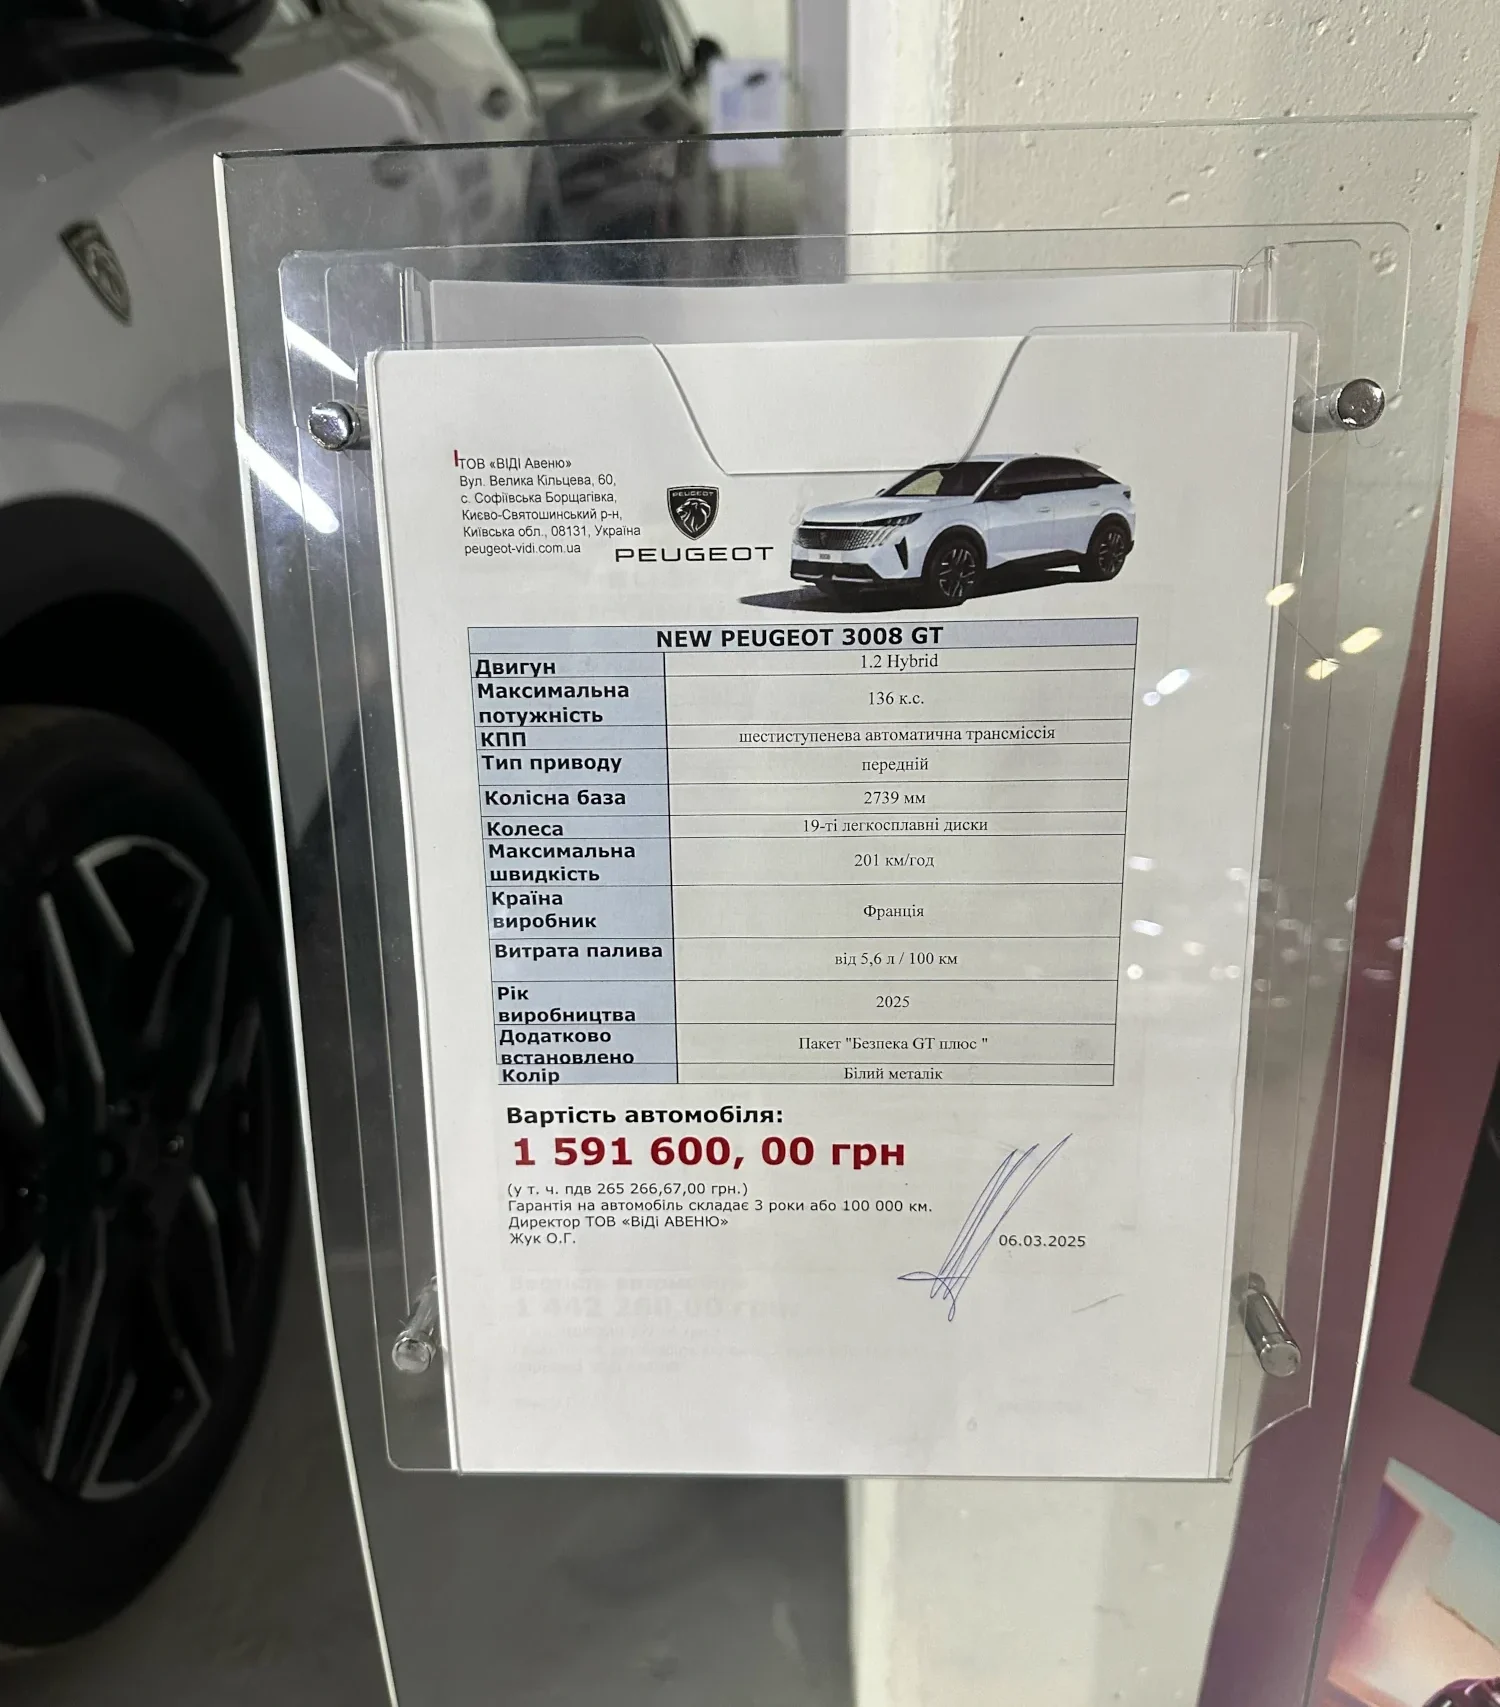 ТОВ «ВІДІ Авеню»
Вул. Велика Кільцева, 60,
с. Софіївська Борщагівка,
Києво-Святошинський р-н,
Київська обл., 08131, Україна
peugeot-vidi.com.ua
PEUGEOT
PEUGEOT
NEW PEUGEOT 3008 GT
Двигун 1.2 Hybrid
Максимальна потужність 136 к.с.
КПП шестиступенева автоматична трансміссія
Тип приводу передній
Колісна база 2739 мм
Колеса 19-ті легкосплавні диски
Максимальна швидкість 201 км/год
Країна виробник Франція
Витрата палива від 5,6 л / 100 км
Рік виробництва 2025
Додатково встановлено Пакет "Безпека GT плюс "
Колір Білий металік
Вартість автомобіля:
1 591 600, 00 грн
(у т. ч. пдв 265 266,67,00 грн.)
Гарантія на автомобіль складає 3 роки або 100 000 км.
Директор ТОВ «ВіДі АВЕНЮ»
Жук О.Г.
06.03.2025